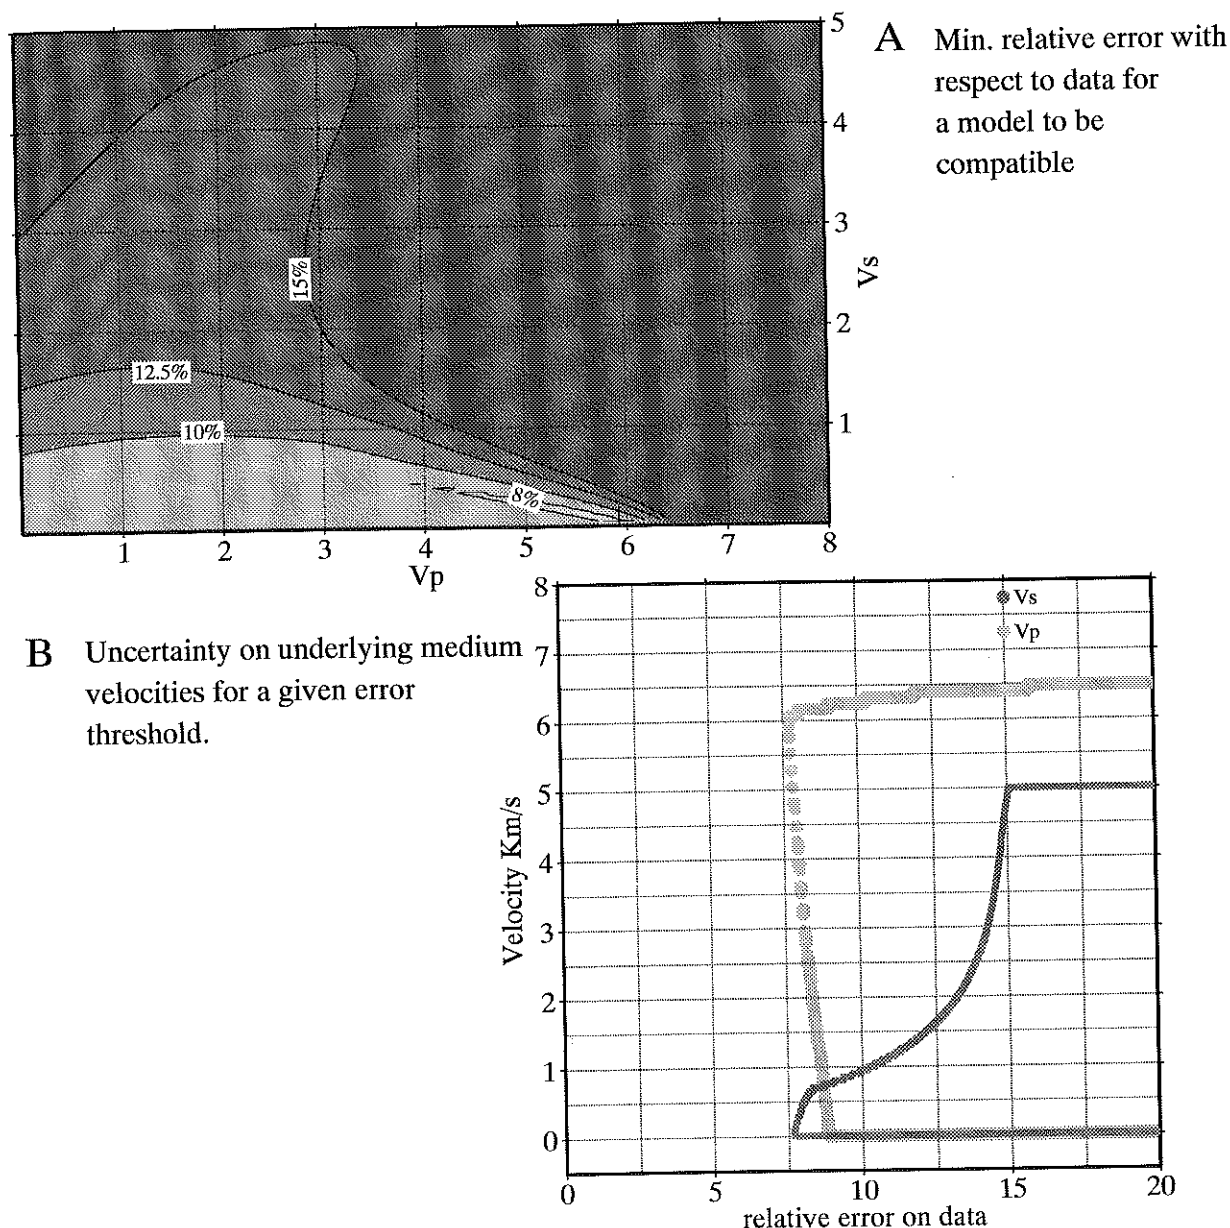 A Min. relative error with
respect to data for
a model to be
compatible
5
4
3
2
1
Vs
15%
12.5%
10%
8%
1 2 3 4 5 6 7 8
Vp
B Uncertainty on underlying medium
velocities for a given error
threshold.
Vs
Vp
8
7
6
5
4
3
2
1
0
Velocity Km/s
0 5 10 15 20
relative error on data